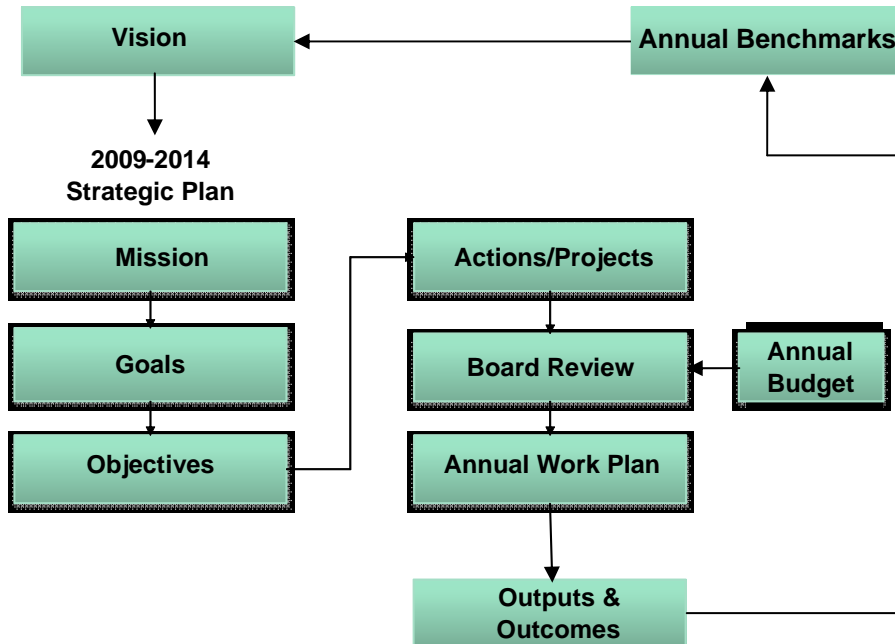 Vision
Annual Benchmarks
2009-2014
Strategic Plan
Mission
Actions/Projects
Goals
Board Review
Annual
Budget
Objectives
Annual Work Plan
Outputs &
Outcomes